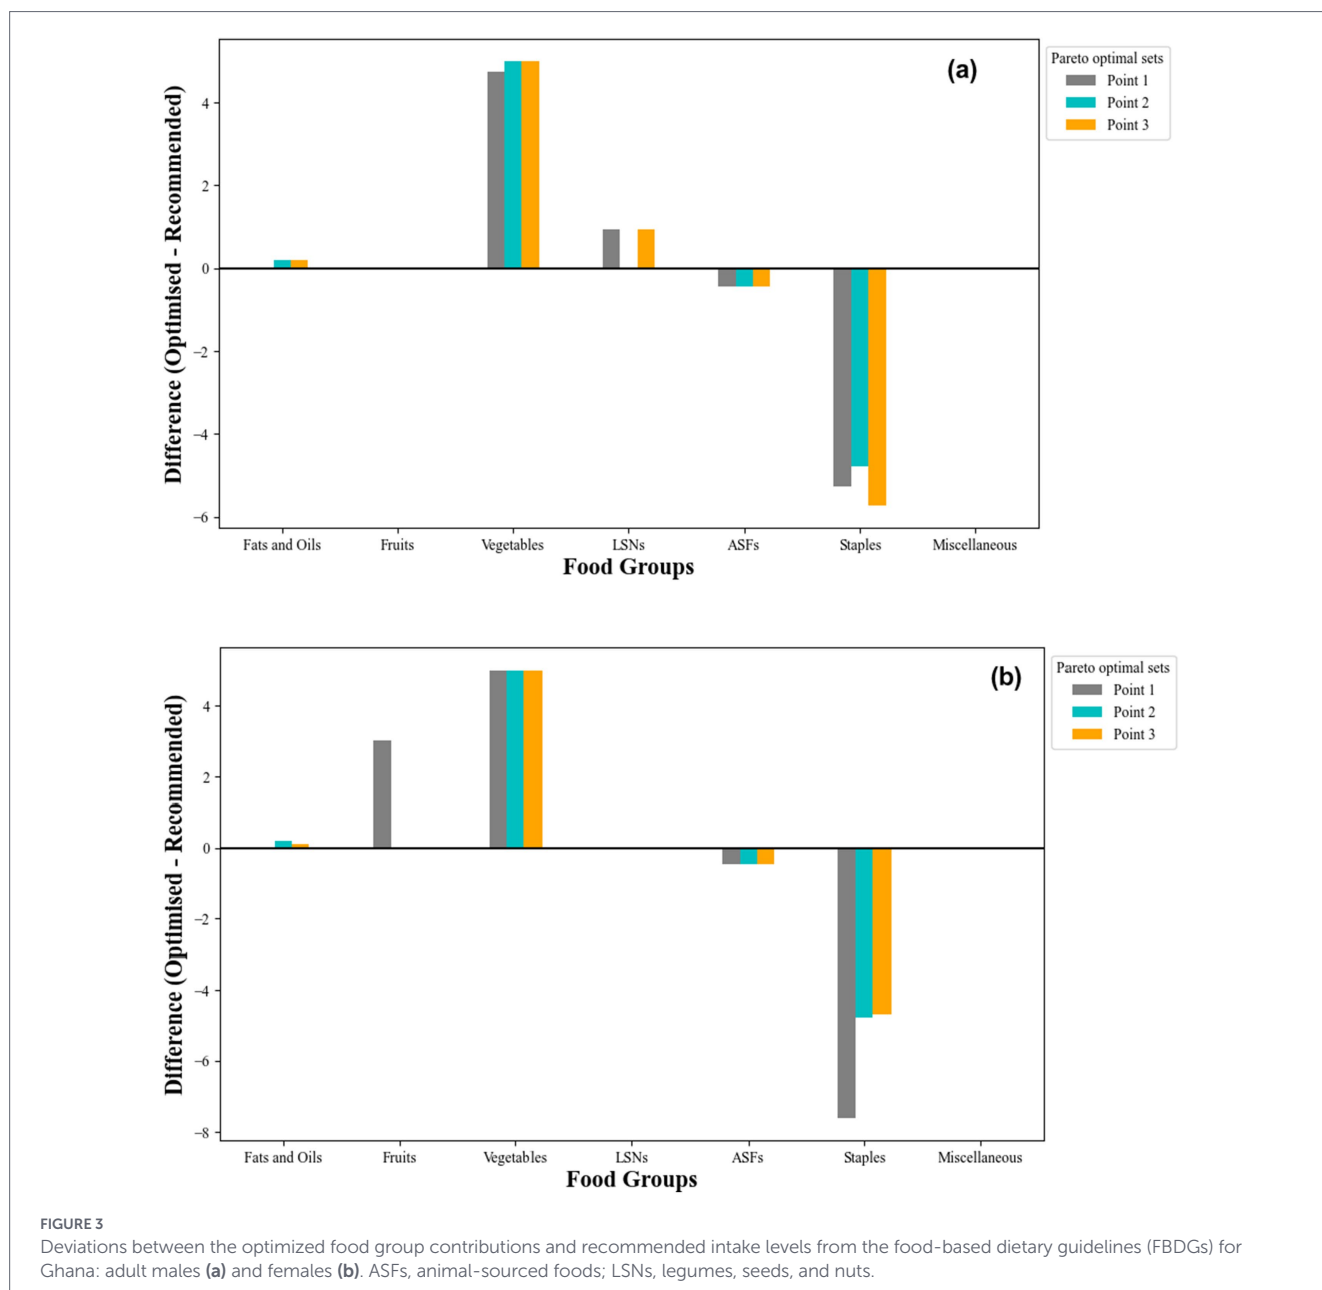 (a)
Pareto optimal sets
Point 1
Point 2
Point 3
Difference (Optimised - Recommended)
4
2
0
−2
−4
−6
Fats and Oils Fruits Vegetables LSNs ASFs Staples Miscellaneous
Food Groups
(b)
Pareto optimal sets
Point 1
Point 2
Point 3
Difference (Optimised - Recommended)
4
2
0
−2
−4
−6
−8
Fats and Oils Fruits Vegetables LSNs ASFs Staples Miscellaneous
Food Groups
FIGURE 3
Deviations between the optimized food group contributions and recommended intake levels from the food-based dietary guidelines (FBDGs) for
Ghana: adult males (a) and females (b). ASFs, animal-sourced foods; LSNs, legumes, seeds, and nuts.